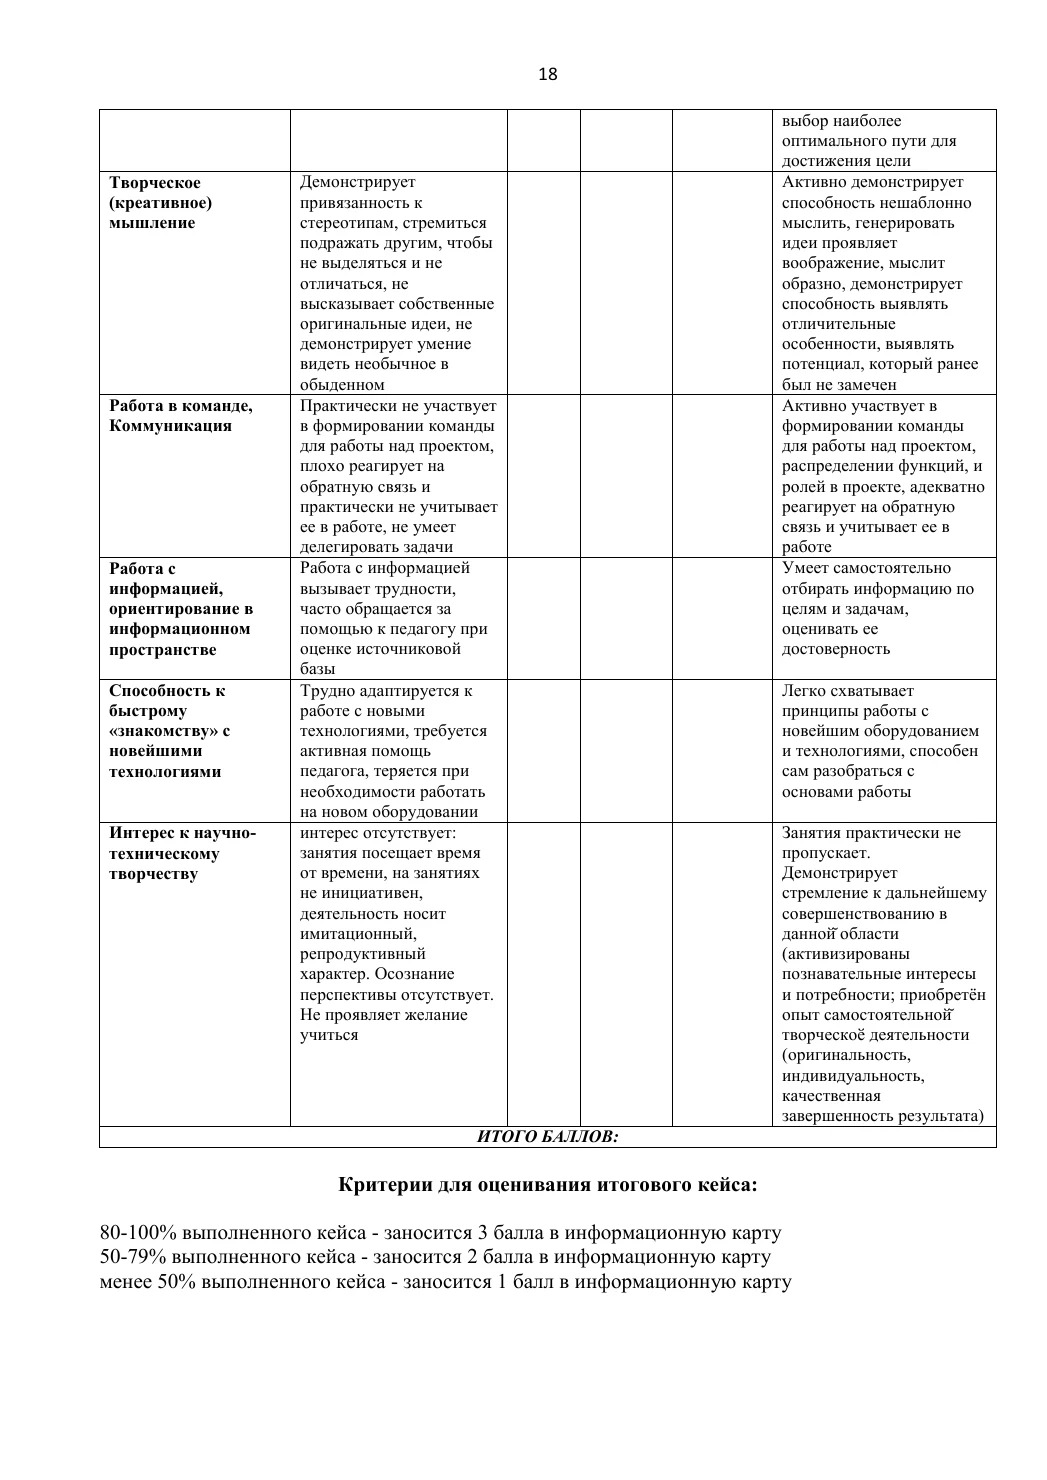 18
выбор наиболее
оптимального пути для
достижения цели
Творческое
(креативное)
мышление
Демонстрирует
привязанность к
стереотипам, стремиться
подражать другим, чтобы
не выделяться и не
отличаться, не
высказывает собственные
оригинальные идеи, не
демонстрирует умение
видеть необычное в
обыденном
Активно демонстрирует
способность нешаблонно
мыслить, генерировать
идеи проявляет
воображение, мыслит
образно, демонстрирует
способность выявлять
отличительные
особенности, выявлять
потенциал, который ранее
был не замечен
Работа в команде,
Коммуникация
Практически не участвует
в формировании команды
для работы над проектом,
плохо реагирует на
обратную связь и
практически не учитывает
ее в работе, не умеет
делегировать задачи
Активно участвует в
формировании команды
для работы над проектом,
распределении функций, и
ролей в проекте, адекватно
реагирует на обратную
связь и учитывает ее в
работе
Работа с
информацией,
ориентирование в
информационном
пространстве
Работа с информацией
вызывает трудности,
часто обращается за
помощью к педагогу при
оценке источниковой
базы
Умеет самостоятельно
отбирать информацию по
целям и задачам,
оценивать ее
достоверность
Способность к
быстрому
«знакомству» с
новейшими
технологиями
Трудно адаптируется к
работе с новыми
технологиями, требуется
активная помощь
педагога, теряется при
необходимости работать
на новом оборудовании
Легко схватывает
принципы работы с
новейшим оборудованием
и технологиями, способен
сам разобраться с
основами работы
Интерес к научно-
техническому
творчеству
интерес отсутствует:
занятия посещает время
от времени, на занятиях
не инициативен,
деятельность носит
имитационный,
репродуктивный
характер. Осознание
перспективы отсутствует.
Не проявляет желание
учиться
Занятия практически не
пропускает.
Демонстрирует
стремление к дальнейшему
совершенствованию в
данной̆ области
(активизированы
познавательные интересы
и потребности; приобретён
опыт самостоятельной̆
творческоё деятельности
(оригинальность,
индивидуальность,
качественная
завершенность результата)
ИТОГО БАЛЛОВ:
Критерии для оценивания итогового кейса:
80-100% выполненного кейса - заносится 3 балла в информационную карту
50-79% выполненного кейса - заносится 2 балла в информационную карту
менее 50% выполненного кейса - заносится 1 балл в информационную карту